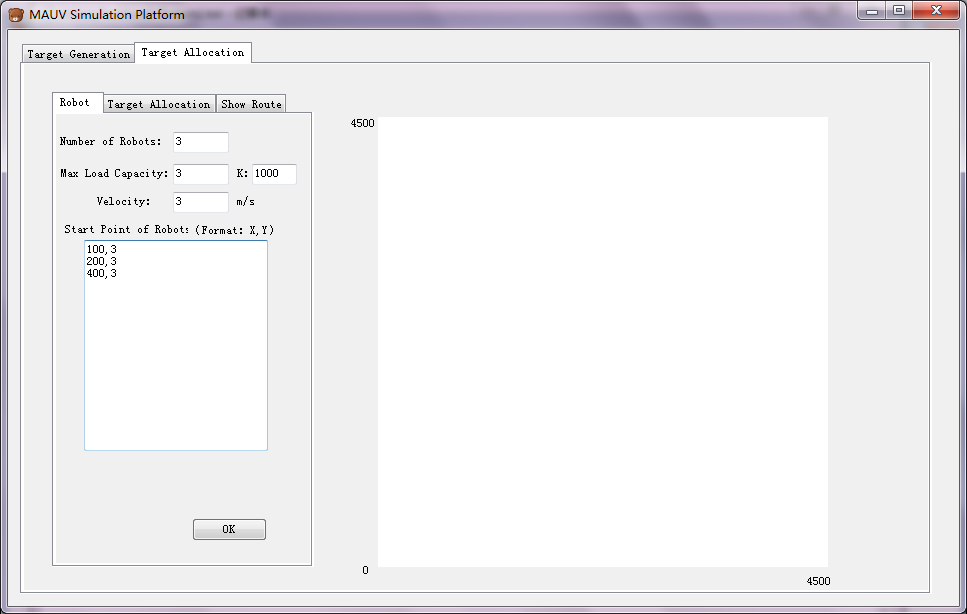 MAUV Simulation Platform
Target Generation
Target Allocation
Robot
Target Allocation
Show Route
Number of Robots: 3
Max Load Capacity: 3 K: 1000
Velocity: 3 m/s
Start Point of Robots (Format: X,Y)
100,3
200,3
400,3
OK
4500
0
4500